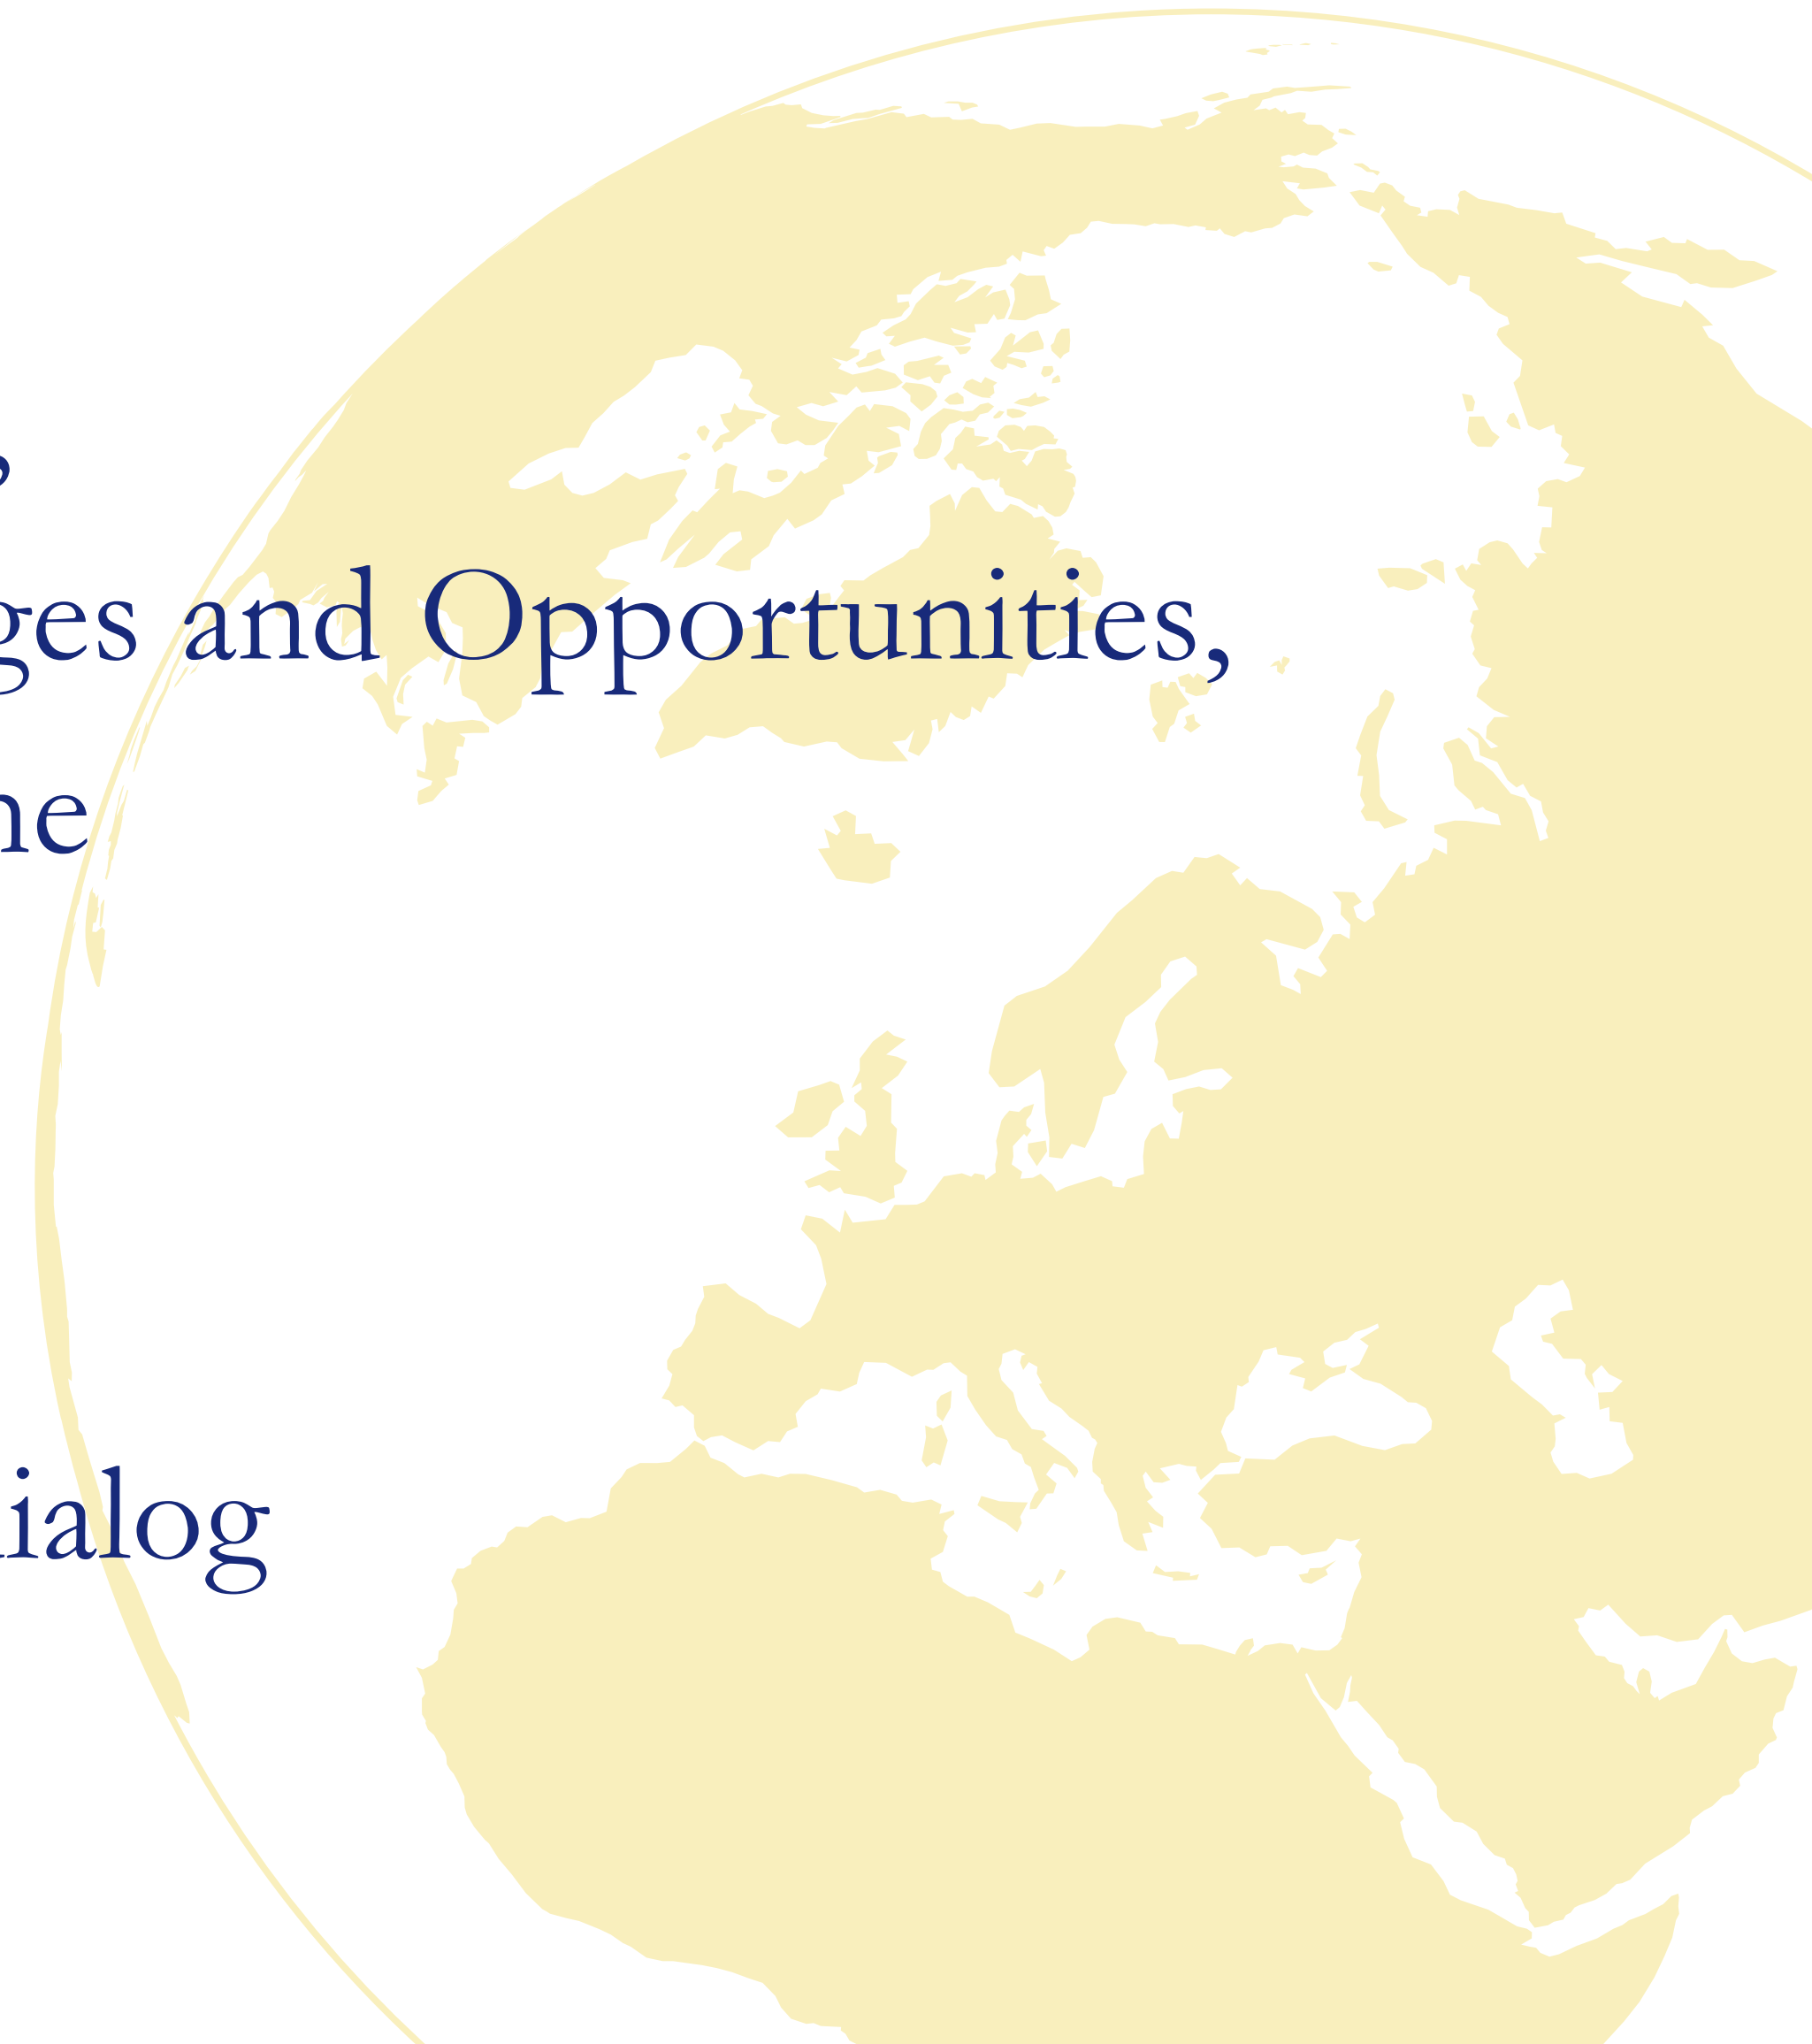 ,
ges and Opportunities,
ne
ialog